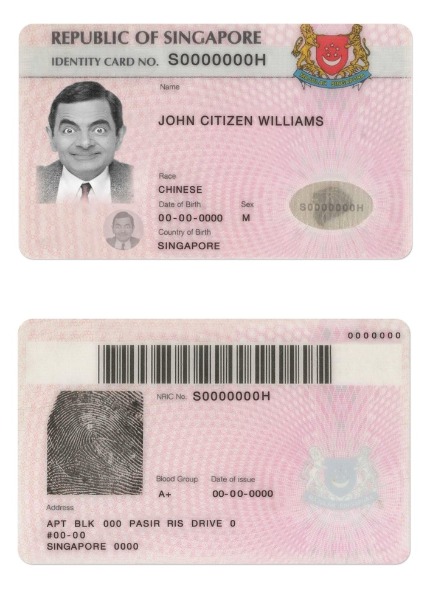 REPUBLIC OF SINGAPORE
IDENTITY CARD NO. S0000000H
Name
JOHN CITIZEN WILLIAMS
Race
CHINESE
Date of Birth Sex
00-00-0000 M
S0000000H
Country of Birth
SINGAPORE
0000000
NRIC No. S0000000H
Blood Group Date of issue
A+ 00-00-0000
Address
APT BLK 000 PASIR RIS DRIVE 0
#00-00
SINGAPORE 0000